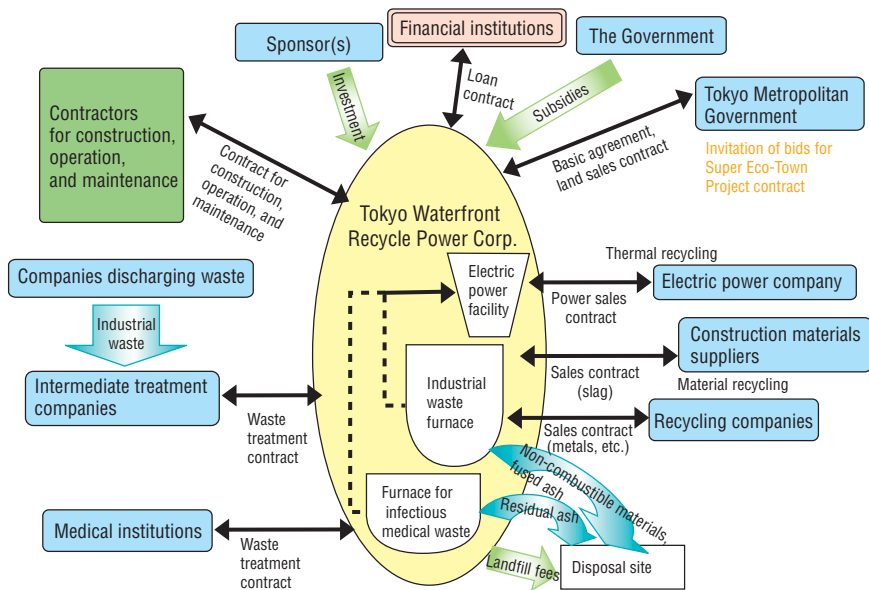 Sponsor(s)
Financial institutions
The Government
Investment
Loan
contract
Subsidies
Contractors
for construction,
operation,
and maintenance
Contract for
construction,
operation, and
maintenance
Basic agreement,
land sales contract
Tokyo Metropolitan
Government
Invitation of bids for
Super Eco-Town
Project contract
Tokyo Waterfront
Recycle Power Corp.
Companies discharging waste
Industrial
waste
Intermediate treatment
companies
Waste
treatment
contract
Medical institutions
Waste
treatment
contract
Electric
power
facility
Industrial
waste
furnace
Furnace for
infectious
medical waste
Thermal recycling
Electric power company
Power sales
contract
Construction materials
suppliers
Sales contract
(slag)
Material recycling
Recycling companies
Sales contract
(metals, etc.)
Non-combustible materials,
fused ash
Residual ash
Landfill fees
Disposal site